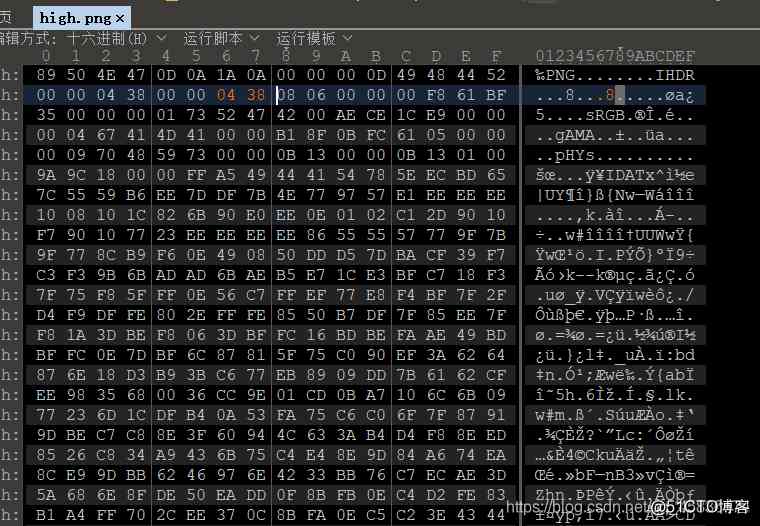 页 high.png ×
编辑方式: 十六进制(H) 运行脚本 运行模板
0 1 2 3 4 5 6 7 8 9 A B C D E F 0123456789ABCDEF
h: 89 50 4E 47 0D 0A 1A 0A 00 00 00 0D 49 48 44 52 ‰PNG........IHDR
h: 00 00 04 38 00 00 04 38 08 06 00 00 00 F8 61 BF ...8...8.....øa¿
h: 35 00 00 00 01 73 52 47 42 00 AE CE 1C E9 00 00 5....sRGB.®Î.é..
h: 00 04 67 41 4D 41 00 00 B1 8F 0B FC 61 05 00 00 ..gAMA..±..üa...
h: 00 09 70 48 59 73 00 00 0B 13 00 00 0B 13 01 00 ..pHYs..........
h: 9A 9C 18 00 00 FF A5 49 44 41 54 78 5E EC BD 65 šœ...ÿ¥IDATx^ì½e
h: 7C 55 59 B6 EE 7D DF 7B 4E 77 97 57 E1 EE EE EE |UY¶î}ß{Nw—Wáîîî
h: 10 08 10 1C 82 6B 90 E0 EE 0E 01 02 C1 2D 90 10 ....‚k.àî...Á-..
h: F7 90 10 77 23 EE EE EE EE 86 55 55 57 77 9F 7B ÷..w#îîîî†UUWwŸ{
h: 9F 77 8C B9 F6 0E 49 08 50 DD D5 7D BA CF 39 F7 ŸwŒ¹ö.I.PÝÕ}ºÏ9÷
h: C3 F3 9B 6B AD AD 6B AE B5 E7 1C E3 BF C7 18 F3
h: 7F 75 F8 5F FF 0E 56 C7 FF EF 77 E8 F4 BF 7F 2F .uø_ÿ.VÇÿïwèô¿./
h: D4 F9 DF FE 80 2E FF FE 85 50 B7 DF 7F 85 EE 7F
h: F8 1A 3D BE F8 06 3D BF FC 16 BD BE FA AE 49 BD ø.=¾ø.=¿ü.½¾ú®I½
h: BF FC 0E 7D BF 6C 87 81 5F 75 C0 90 EF 3A 62 64 ¿ü.}¿l‡._uÀ.ï:bd
h: 87 6E 18 D3 B9 3B C6 77 EB 89 09 DD 7B 61 62 CF ‡n.Ó¹;Æwë‰.Ý{abÏ
h: EE 98 35 68 00 36 CC 9E 01 CD 0B A7 10 6C 6B 09
h: 77 23 6D 1C DF B4 0A 53 FA 75 C6 C0 6F 7F 87 91 w#m.ß´.SúuÆÀo.‡‘
h: 9D BE C7 C8 8E 3F 60 94 4C 63 3A B4 D4 F8 8E ED .¾ÇÈŽ?`”Lc:´ÔøŽí
h: 85 26 C8 34 A9 43 6B 75 C4 E4 8E 9D 84 A6 74 EA
h: 8C E9 9D BB 62 46 97 6E 42 33 BB 76 C7 EC AE 3D Œé.»bF—nB3»vÇì®=
h: 5A 68 6E 8F DE 50 EA DD 0F 8B FB 0E C4 D2 FE 83
h: B1 A4 FF 70 2C EE 37 0C 8B FA 0E C5 C2 3E 43 44
https://blog.csdn.net @51CTO博客